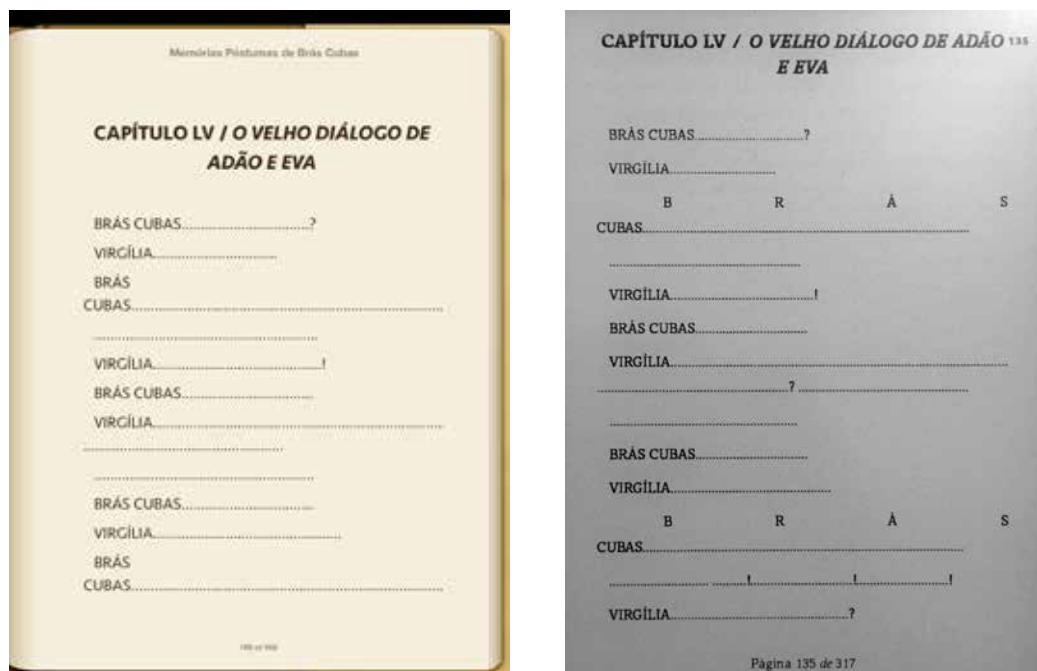 Memórias Póstumas de Brás Cubas
CAPÍTULO LV / O VELHO DIÁLOGO DE
ADÃO E EVA
BRÁS CUBAS..............................?
VIRGÍLIA..............................
BRÁS
CUBAS..........................................................................
......................................................
VIRGÍLIA........................................!
BRÁS CUBAS...............................
VIRGÍLIA.....................................................................
................................................
.....................................................
BRÁS CUBAS...............................
VIRGÍLIA.............................................
BRÁS
CUBAS..........................................................................
CAPÍTULO LV / O VELHO DIÁLOGO DE ADÃO 135
E EVA
BRÁS CUBAS..........................?
VIRGÍLIA..........................
B R Á S
CUBAS..............................................................................
..............................................
VIRGÍLIA...................................!
BRÁS CUBAS...........................
VIRGÍLIA.................................................................................
..............................................? .........................................
.............................................
BRÁS CUBAS...........................
VIRGÍLIA.......................................
B R Á S
CUBAS.............................................................................
........................ ........!.........................!......................!
VIRGÍLIA...........................................?
Página 135 de 317